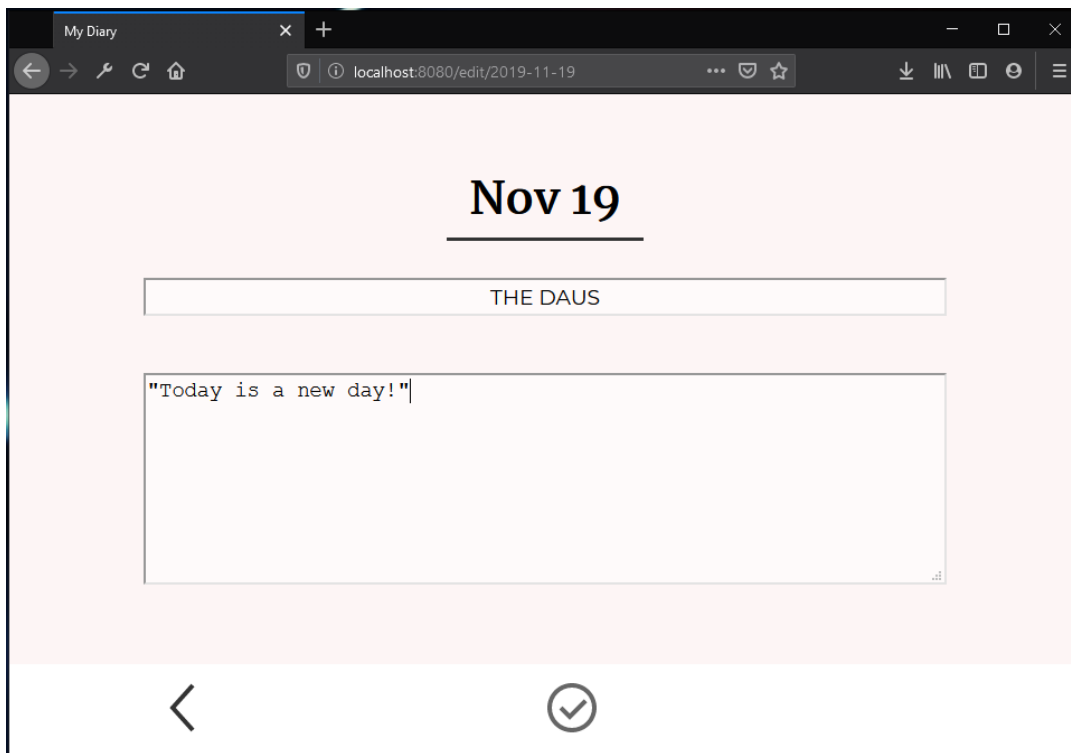 My Diary
localhost:8080/edit/2019-11-19
Nov 19
THE DAUS
"Today is a new day!"